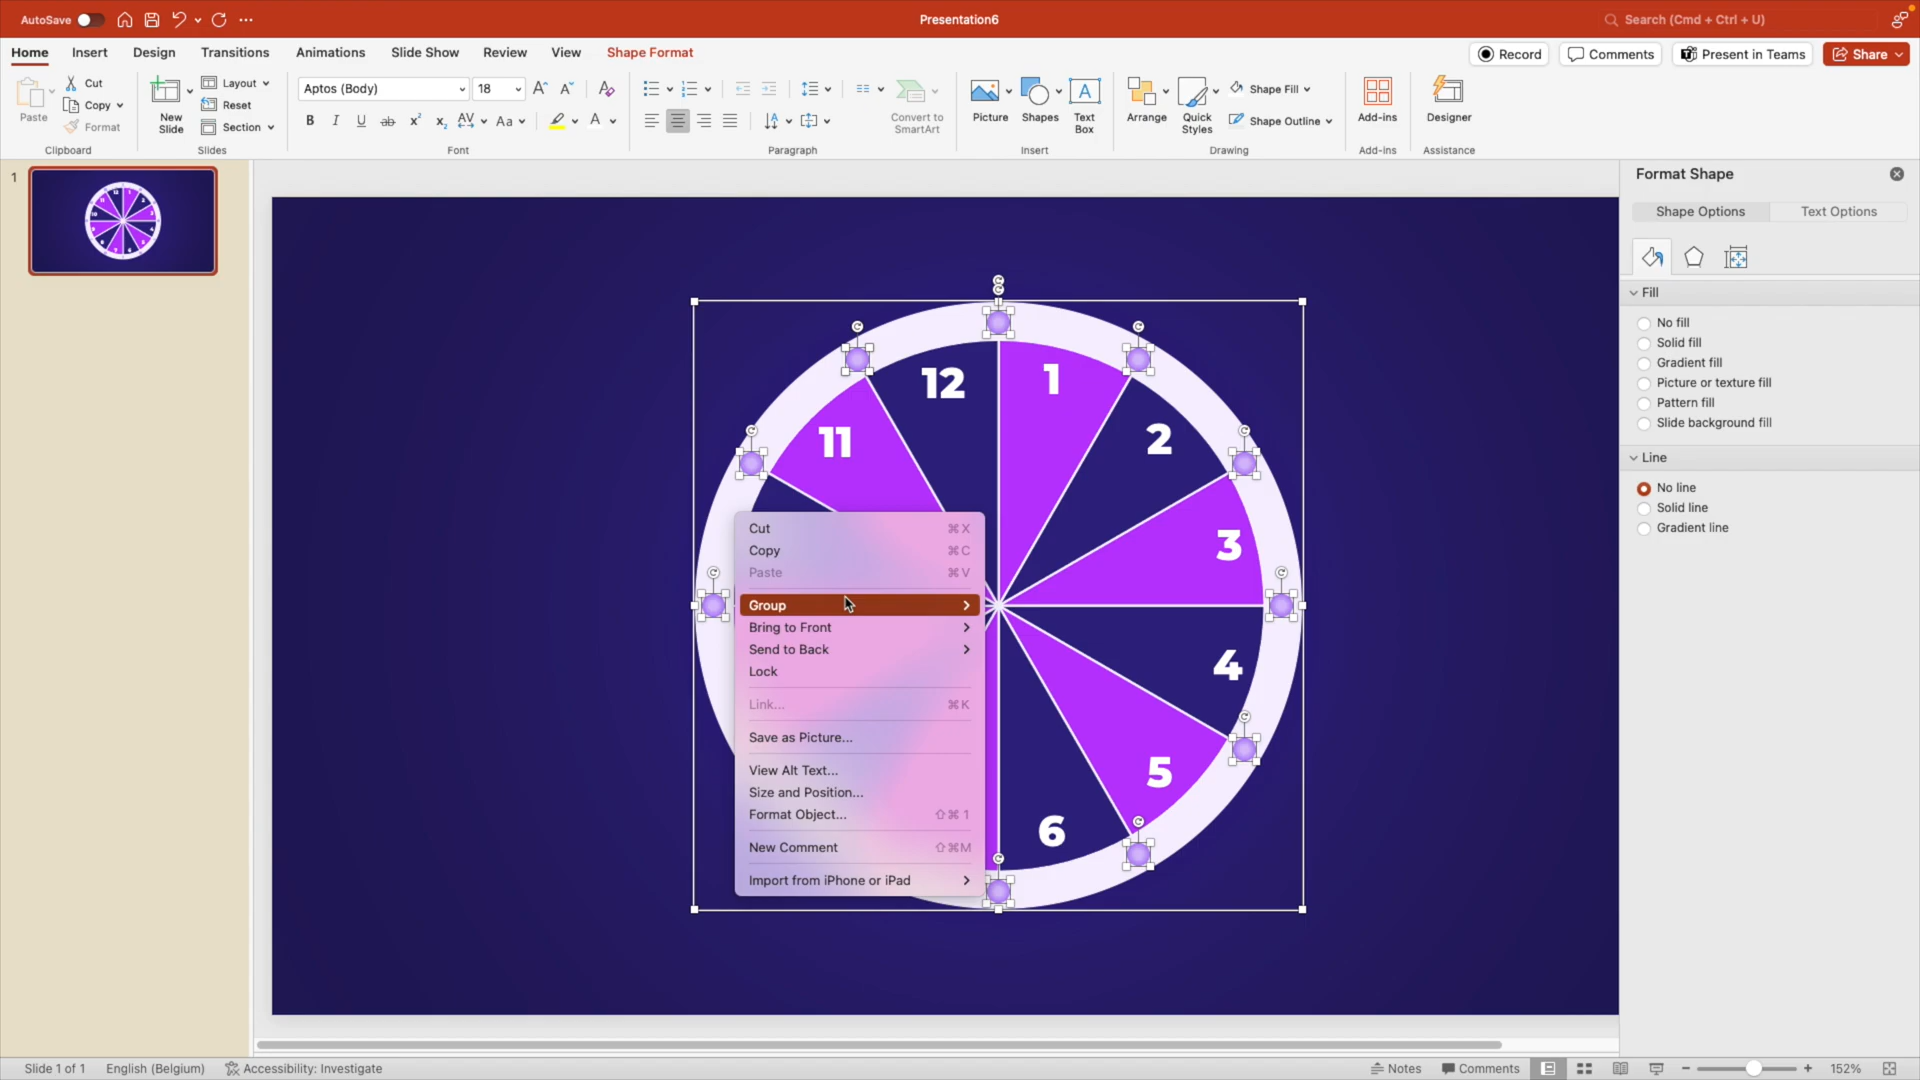 AutoSave
Presentation6
Search (Cmd + Ctrl + U)
Home Insert Design Transitions Animations Slide Show Review View Shape Format
Record Comments Present in Teams Share
Paste
Cut
Copy
Format
Clipboard
New Slide
Layout
Reset
Section
Slides
Aptos (Body) 18
Font
Paragraph
Convert to SmartArt
Picture
Shapes
Text Box
Insert
Arrange
Quick Styles
Shape Fill
Shape Outline
Drawing
Add-ins
Add-ins
Designer
Assistance
1
12
1
11
2
3
4
5
6
Cut ⌘X
Copy ⌘C
Paste ⌘V
Group
Bring to Front
Send to Back
Lock
Link... ⌘K
Save as Picture...
View Alt Text...
Size and Position...
Format Object... ⇧⌘1
New Comment ⇧⌘M
Import from iPhone or iPad
Format Shape
Shape Options Text Options
Fill
No fill
Solid fill
Gradient fill
Picture or texture fill
Pattern fill
Slide background fill
Line
No line
Solid line
Gradient line
Slide 1 of 1 English (Belgium) Accessibility: Investigate
Notes Comments 152%